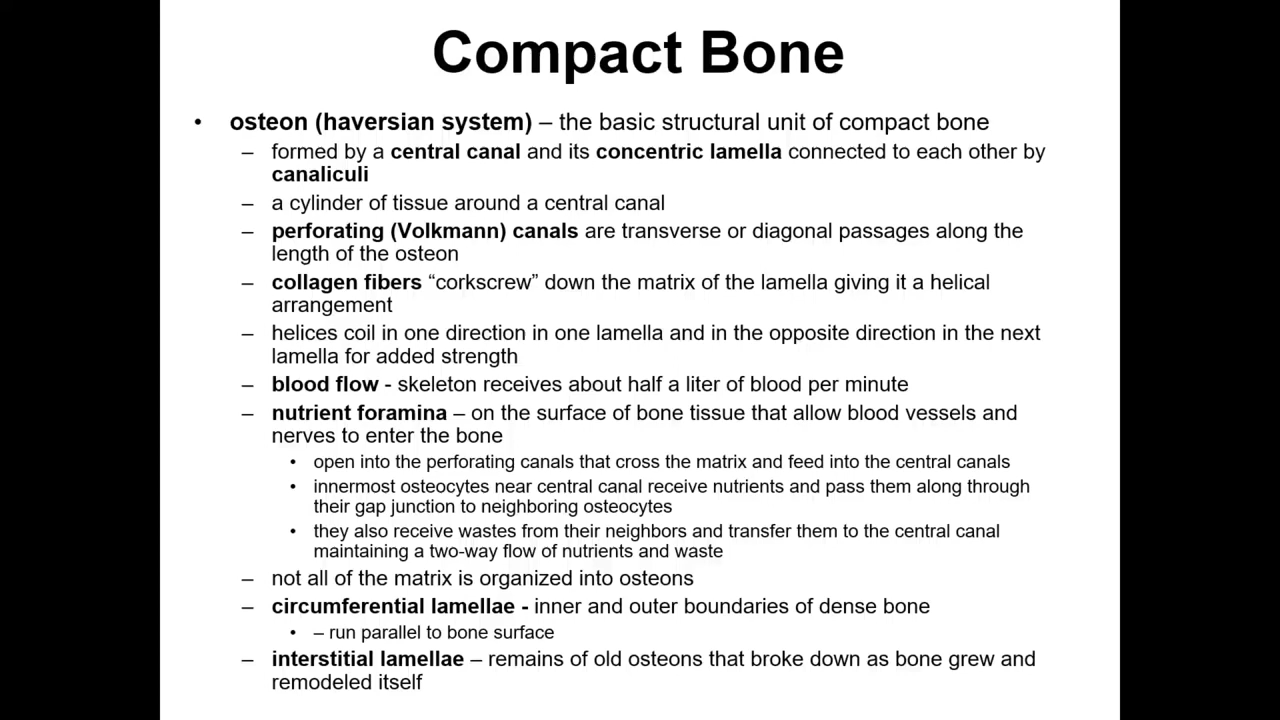 Compact Bone
• osteon (haversian system) – the basic structural unit of compact bone
– formed by a central canal and its concentric lamella connected to each other by
canaliculi
– a cylinder of tissue around a central canal
– perforating (Volkmann) canals are transverse or diagonal passages along the
length of the osteon
– collagen fibers “corkscrew” down the matrix of the lamella giving it a helical
arrangement
– helices coil in one direction in one lamella and in the opposite direction in the next
lamella for added strength
– blood flow - skeleton receives about half a liter of blood per minute
– nutrient foramina – on the surface of bone tissue that allow blood vessels and
nerves to enter the bone
• open into the perforating canals that cross the matrix and feed into the central canals
• innermost osteocytes near central canal receive nutrients and pass them along through
their gap junction to neighboring osteocytes
• they also receive wastes from their neighbors and transfer them to the central canal
maintaining a two-way flow of nutrients and waste
– not all of the matrix is organized into osteons
– circumferential lamellae - inner and outer boundaries of dense bone
• – run parallel to bone surface
– interstitial lamellae – remains of old osteons that broke down as bone grew and
remodeled itself